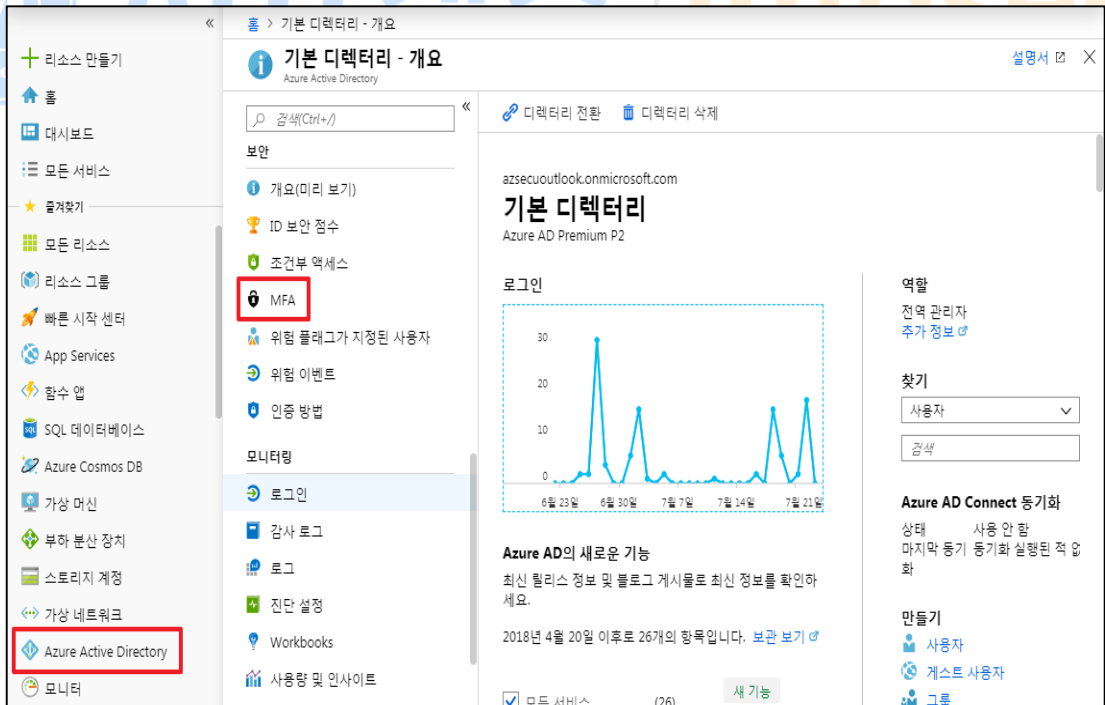 홈 > 기본 디렉터리 - 개요
리소스 만들기
홈
대시보드
모든 서비스
즐겨찾기
모든 리소스
리소스 그룹
빠른 시작 센터
App Services
함수 앱
SQL 데이터베이스
Azure Cosmos DB
가상 머신
부하 분산 장치
스토리지 계정
가상 네트워크
Azure Active Directory
모니터
기본 디렉터리 - 개요
Azure Active Directory
설명서
검색(Ctrl+/)
보안
개요(미리 보기)
ID 보안 점수
조건부 액세스
MFA
위험 플래그가 지정된 사용자
위험 이벤트
인증 방법
모니터링
로그인
감사 로그
로그
진단 설정
Workbooks
사용량 및 인사이트
디렉터리 전환
디렉터리 삭제
azsecuoutlook.onmicrosoft.com
기본 디렉터리
Azure AD Premium P2
로그인
30
20
10
0
6월 23일 6월 30일 7월 7일 7월 14일 7월 21일
Azure AD의 새로운 기능
최신 릴리스 정보 및 블로그 게시물로 최신 정보를 확인하
세요.
2018년 4월 20일 이후로 26개의 항목입니다. 보관 보기
모든 서비스 (26)
새 기능
역할
전역 관리자
추가 정보
찾기
사용자
검색
Azure AD Connect 동기화
상태 사용 안 함
마지막 동기 동기화 실행된 적 없
화
만들기
사용자
게스트 사용자
그룹